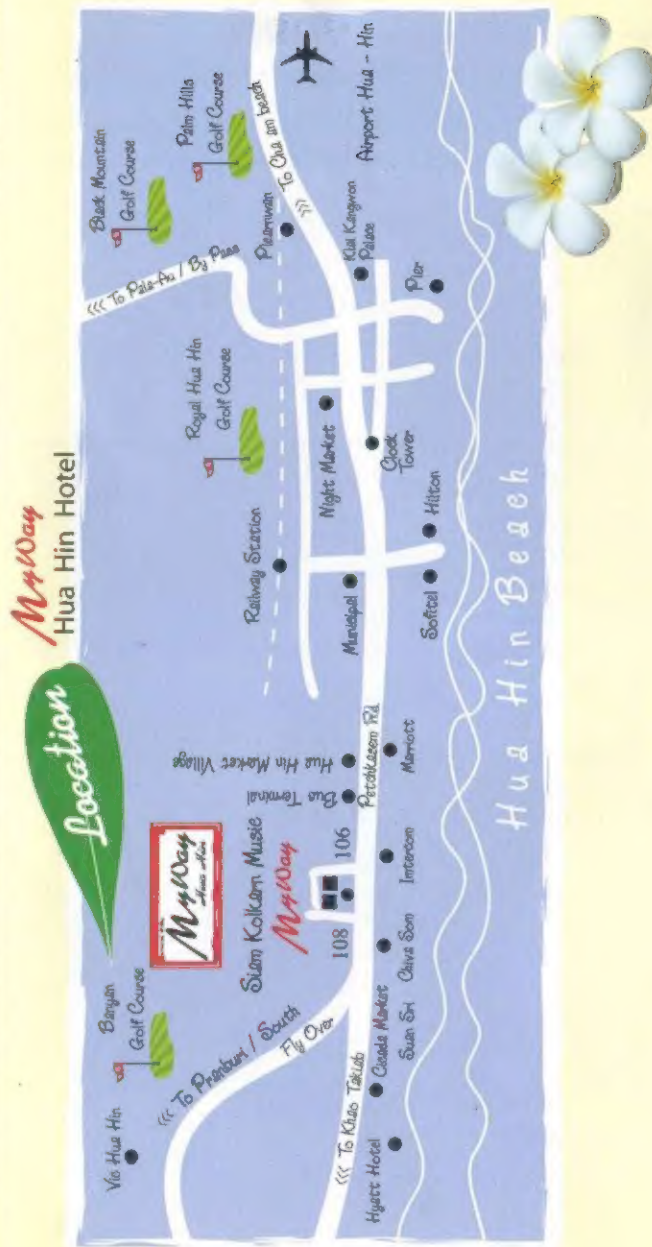 Location
MyWay
Hua Hin Hotel
Vic Hua Hin
Banyan
Golf Course
<<< To Pranburi / South
Fly Over
MyWay
Hua Hin
Siam Kolkarn Music
MyWay
108
106
Bus Terminal
Hua Hin Market Village
Railway Station
Royal Hua Hin
Golf Course
<<< To Pala-Au / By Pass
Black Mountain
Golf Course
Palm Hills
Golf Course
Plearnwan
To Cha am beach
>>>
Airport Hua - Hin
Municipal
Night Market
Clock
Tower
Klai Kangwon
Palace
Pier
<<< To Khao Takiab
Petchkasem Rd
Hyatt Hotel
Cicada Market
Suan Sri
Chiva Som
Intercom
Marriott
Sofitel
Hilton
Hua Hin Beach